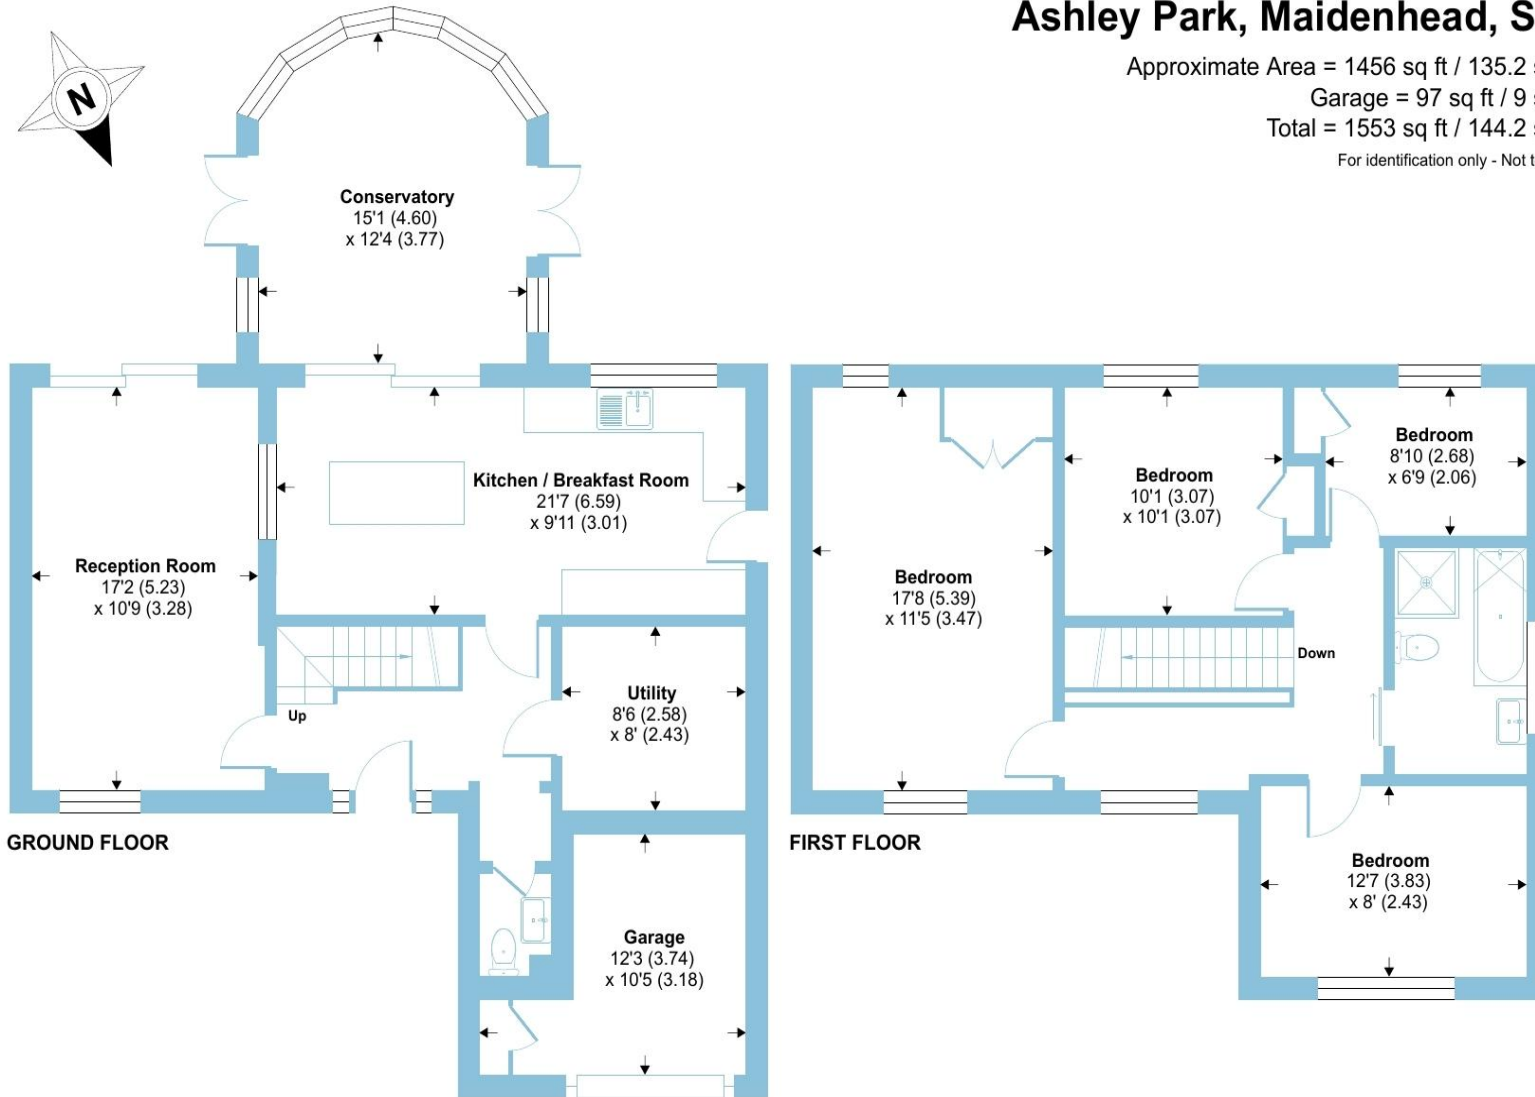 Ashley Park, Maidenhead, S
Approximate Area = 1456 sq ft / 135.2
Garage = 97 sq ft / 9
Total = 1553 sq ft / 144.2
For identification only - Not
N
Conservatory
15'1 (4.60)
x 12'4 (3.77)
Kitchen / Breakfast Room
21'7 (6.59)
x 9'11 (3.01)
Reception Room
17'2 (5.23)
x 10'9 (3.28)
Up
Utility
8'6 (2.58)
x 8' (2.43)
Garage
12'3 (3.74)
x 10'5 (3.18)
GROUND FLOOR
Bedroom
17'8 (5.39)
x 11'5 (3.47)
Bedroom
10'1 (3.07)
x 10'1 (3.07)
Bedroom
8'10 (2.68)
x 6'9 (2.06)
Down
Bedroom
12'7 (3.83)
x 8' (2.43)
FIRST FLOOR